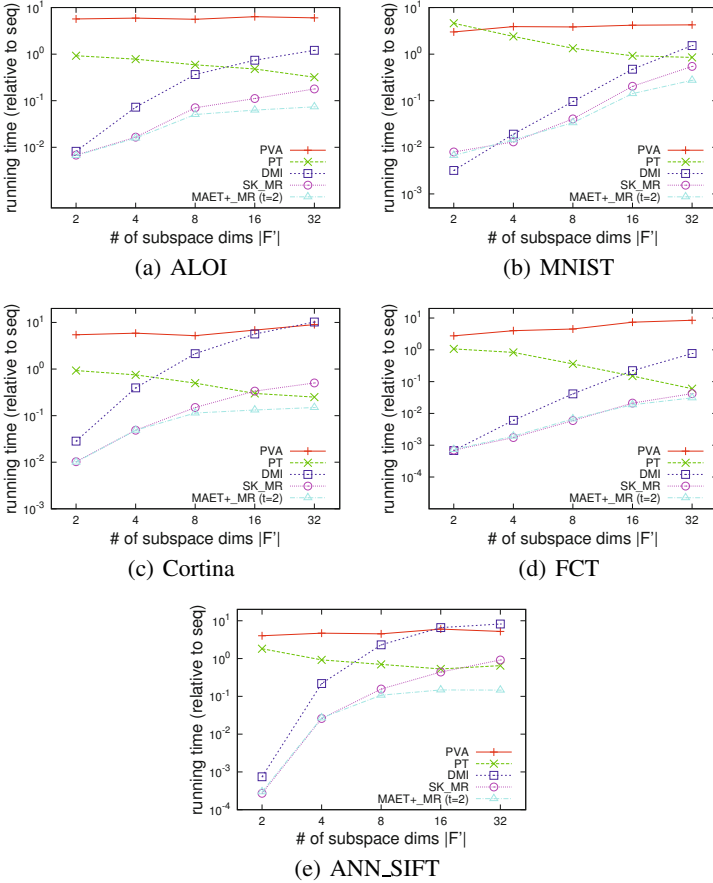 running time (relative to seq)
10^1
10^0
10^-1
10^-2
PVA
PT
DMI
SK_MR
MAET+_MR (t=2)
2 4 8 16 32
# of subspace dims |F'|
(a) ALOI
running time (relative to seq)
10^1
10^0
10^-1
10^-2
10^-3
PVA
PT
DMI
SK_MR
MAET+_MR (t=2)
2 4 8 16 32
# of subspace dims |F'|
(b) MNIST
running time (relative to seq)
10^1
10^0
10^-1
10^-2
10^-3
PVA
PT
DMI
SK_MR
MAET+_MR (t=2)
2 4 8 16 32
# of subspace dims |F'|
(c) Cortina
running time (relative to seq)
10^1
10^0
10^-1
10^-2
10^-3
10^-4
PVA
PT
DMI
SK_MR
MAET+_MR (t=2)
2 4 8 16 32
# of subspace dims |F'|
(d) FCT
running time (relative to seq)
10^1
10^0
10^-1
10^-2
10^-3
10^-4
PVA
PT
DMI
SK_MR
MAET+_MR (t=2)
2 4 8 16 32
# of subspace dims |F'|
(e) ANN_SIFT